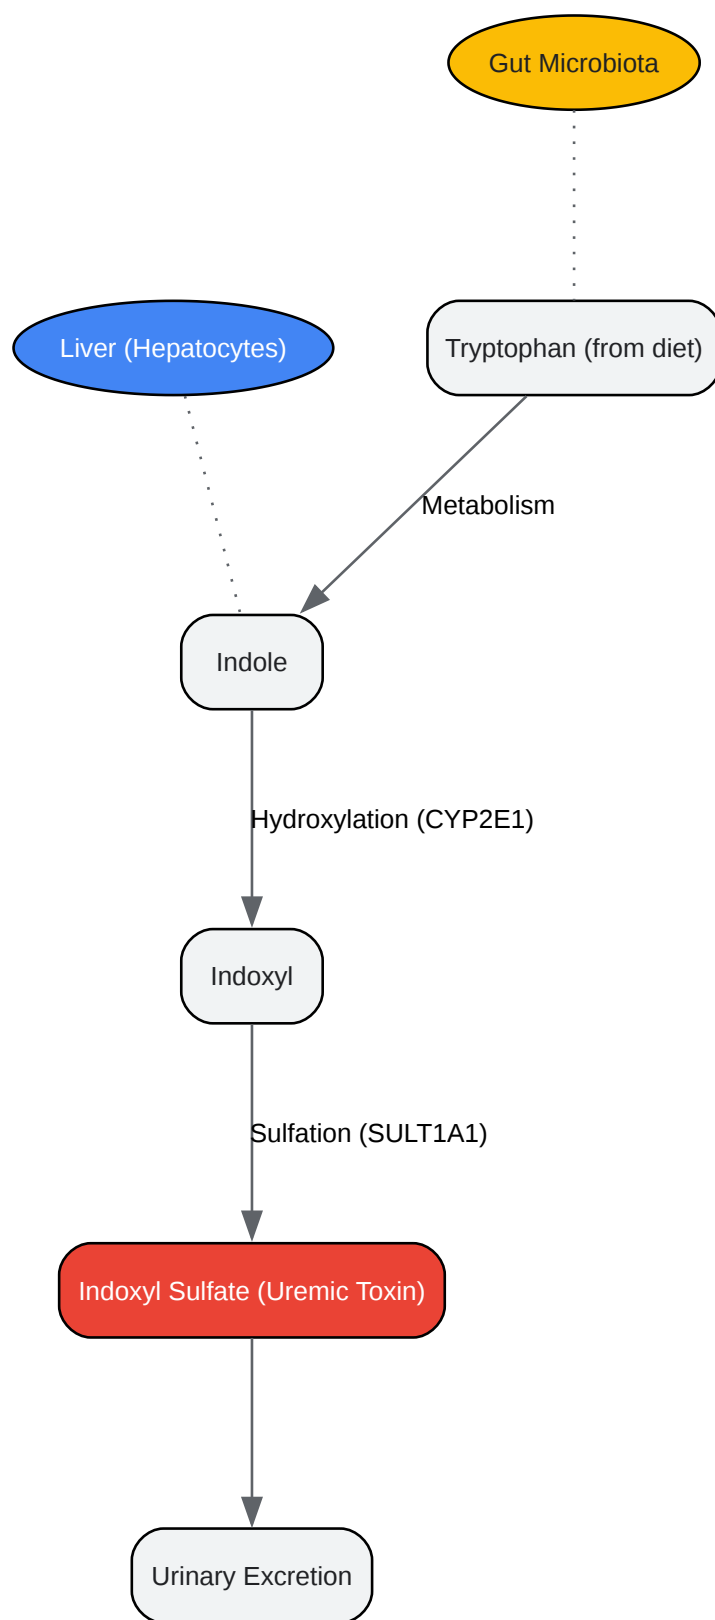 Gut Microbiota
Liver (Hepatocytes)
Tryptophan (from diet)
Metabolism
Indole
Hydroxylation (CYP2E1)
Indoxyl
Sulfation (SULT1A1)
Indoxyl Sulfate (Uremic Toxin)
Urinary Excretion